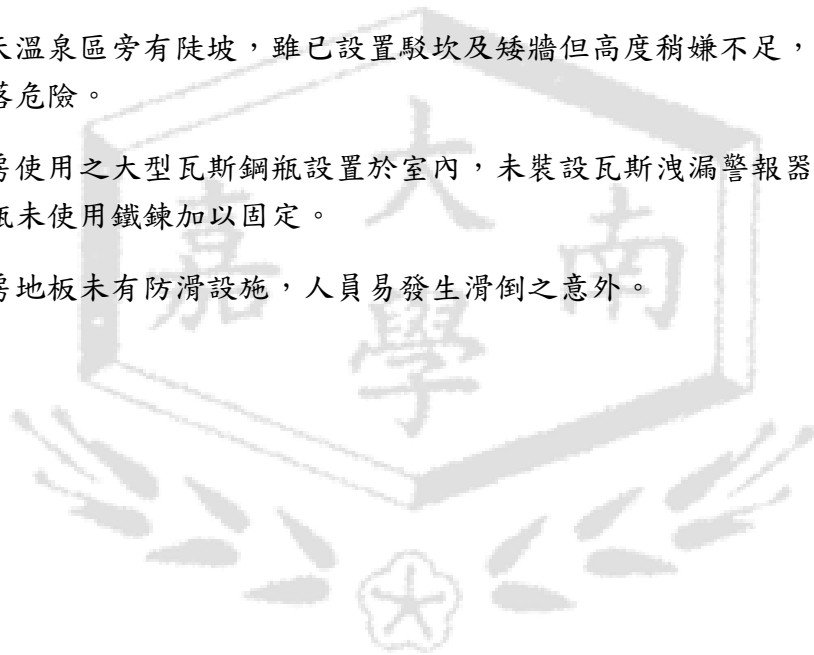 天溫泉區旁有陡坡，雖已設置駁坎及矮牆但高度稍嫌不足，
落危險。
房使用之大型瓦斯鋼瓶設置於室內，未裝設瓦斯洩漏警報器
瓶未使用鐵鍊加以固定。
房地板未有防滑設施，人員易發生滑倒之意外。
大
嘉 南
學